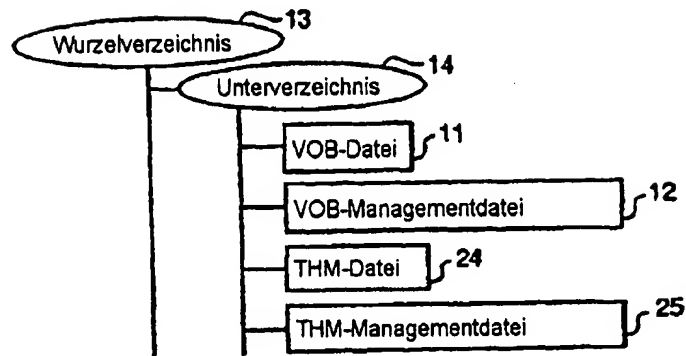 Wurzelverzeichnis 13
Unterverzeichnis 14
VOB-Datei 11
VOB-Managementdatei 12
THM-Datei 24
THM-Managementdatei 25